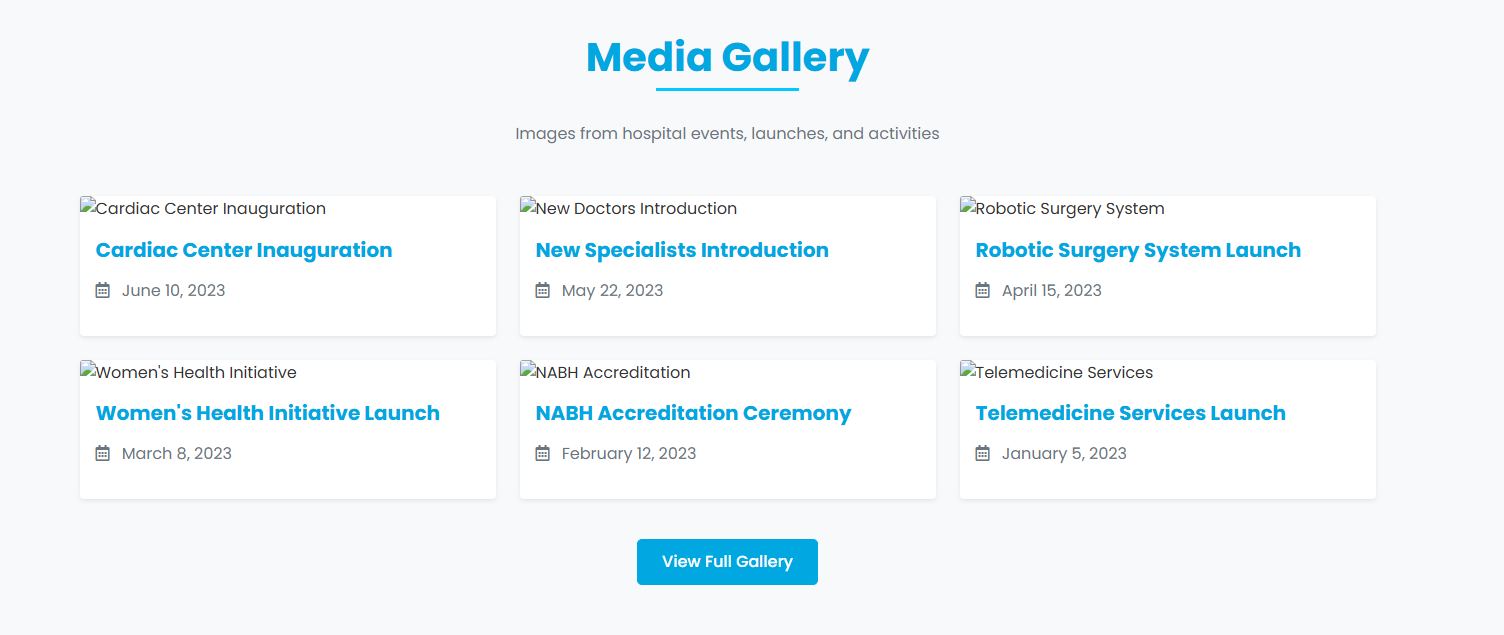 Media Gallery
Images from hospital events, launches, and activities
Cardiac Center Inauguration
Cardiac Center Inauguration
June 10, 2023
New Doctors Introduction
New Specialists Introduction
May 22, 2023
Robotic Surgery System
Robotic Surgery System Launch
April 15, 2023
Women's Health Initiative
Women's Health Initiative Launch
March 8, 2023
NABH Accreditation
NABH Accreditation Ceremony
February 12, 2023
Telemedicine Services
Telemedicine Services Launch
January 5, 2023
View Full Gallery